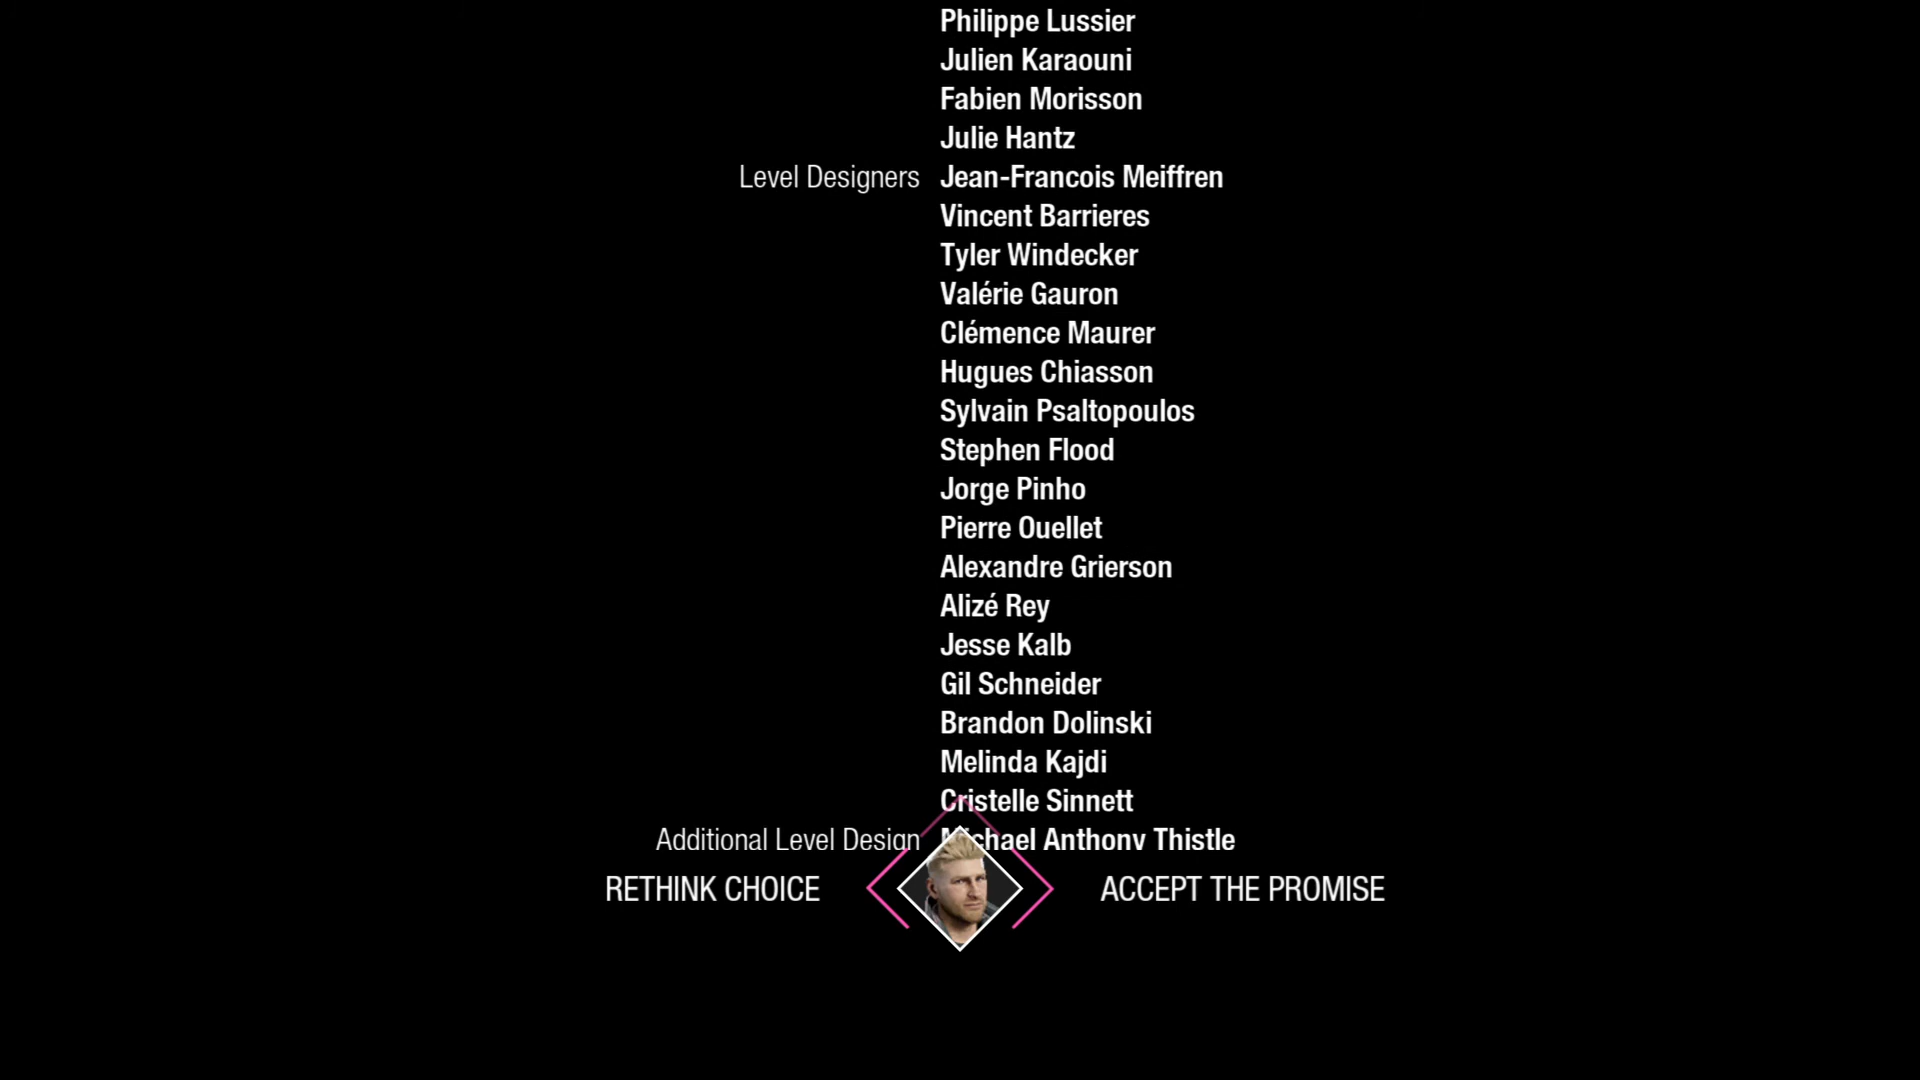 Philippe Lussier
Julien Karaouni
Fabien Morisson
Julie Hantz
Level Designers Jean-Francois Meiffren
Vincent Barrieres
Tyler Windecker
Valérie Gauron
Clémence Maurer
Hugues Chiasson
Sylvain Psaltopoulos
Stephen Flood
Jorge Pinho
Pierre Ouellet
Alexandre Grierson
Alizé Rey
Jesse Kalb
Gil Schneider
Brandon Dolinski
Melinda Kajdi
Cristelle Sinnett
Additional Level Design Michael Anthony Thistle
RETHINK CHOICE ACCEPT THE PROMISE